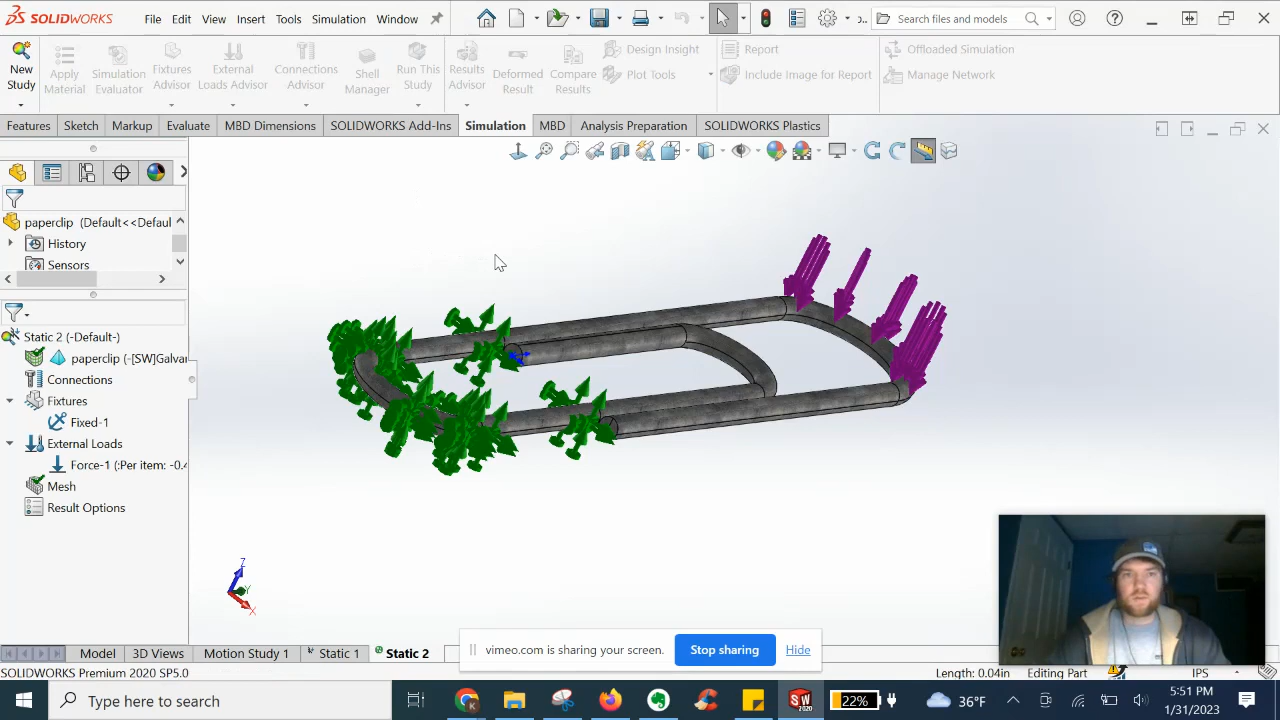 SOLIDWORKS File Edit View Insert Tools Simulation Window Search files and models
New Study
Apply Material
Simulation Evaluator
Fixtures Advisor
External Loads Advisor
Connections Advisor
Shell Manager
Run This Study
Results Advisor
Deformed Result
Compare Results
Design Insight
Plot Tools
Report
Include Image for Report
Offloaded Simulation
Manage Network
Features Sketch Markup Evaluate MBD Dimensions SOLIDWORKS Add-Ins Simulation MBD Analysis Preparation SOLIDWORKS Plastics
paperclip (Default<<Defaul
History
Sensors
Static 2 (-Default-)
paperclip (-[SW]Galvar
Connections
Fixtures
Fixed-1
External Loads
Force-1 (:Per item: -0.4
Mesh
Result Options
Z
Y
X
vimeo.com is sharing your screen. Stop sharing Hide
Model 3D Views Motion Study 1 Static 1 Static 2
SOLIDWORKS Premium 2020 SP5.0 Length: 0.04in Editing Part IPS
Type here to search
SW
2020
22%
36°F
5:51 PM
1/31/2023